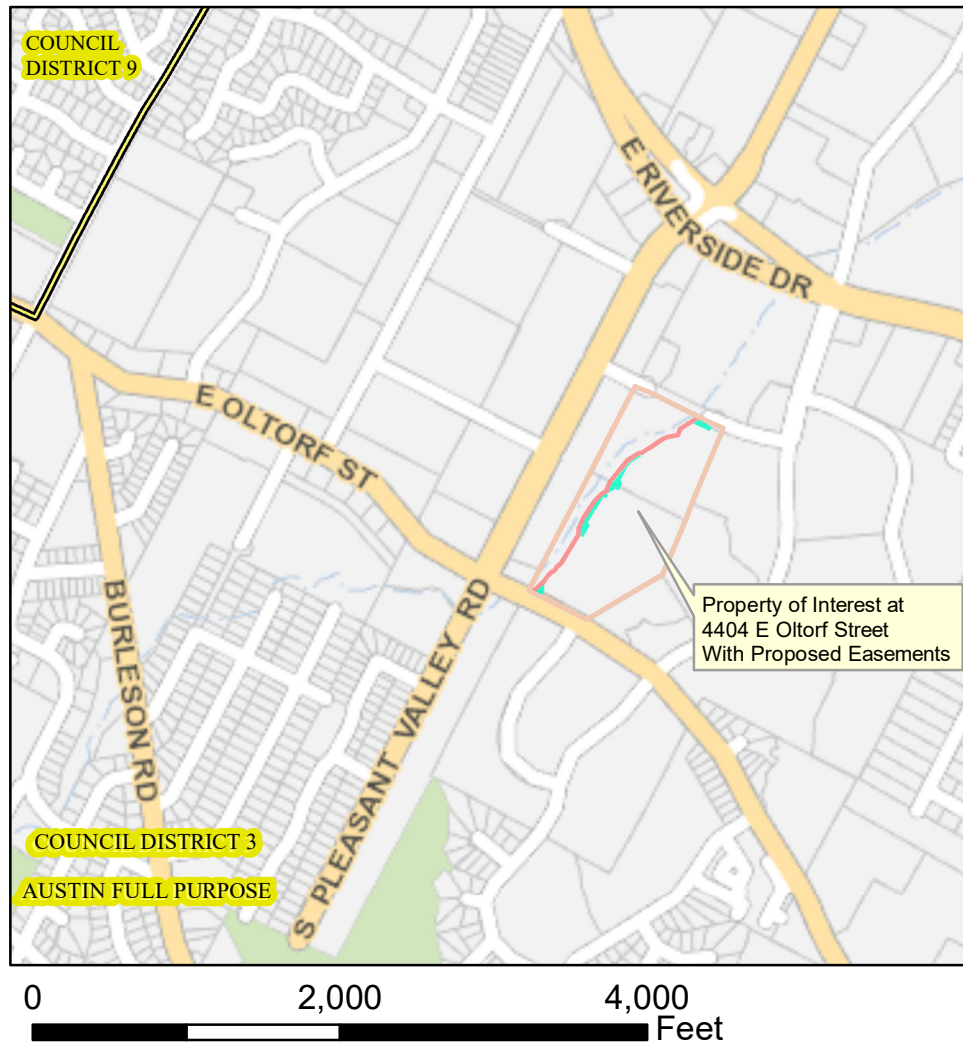 COUNCIL
DISTRICT 9
E RIVERSIDE DR
E OLTORF ST
Property of Interest at
4404 E Oltorf Street
With Proposed Easements
BURLESON RD
S PLEASANT VALLEY RD
COUNCIL DISTRICT 3
AUSTIN FULL PURPOSE
0 2,000 4,000
Feet